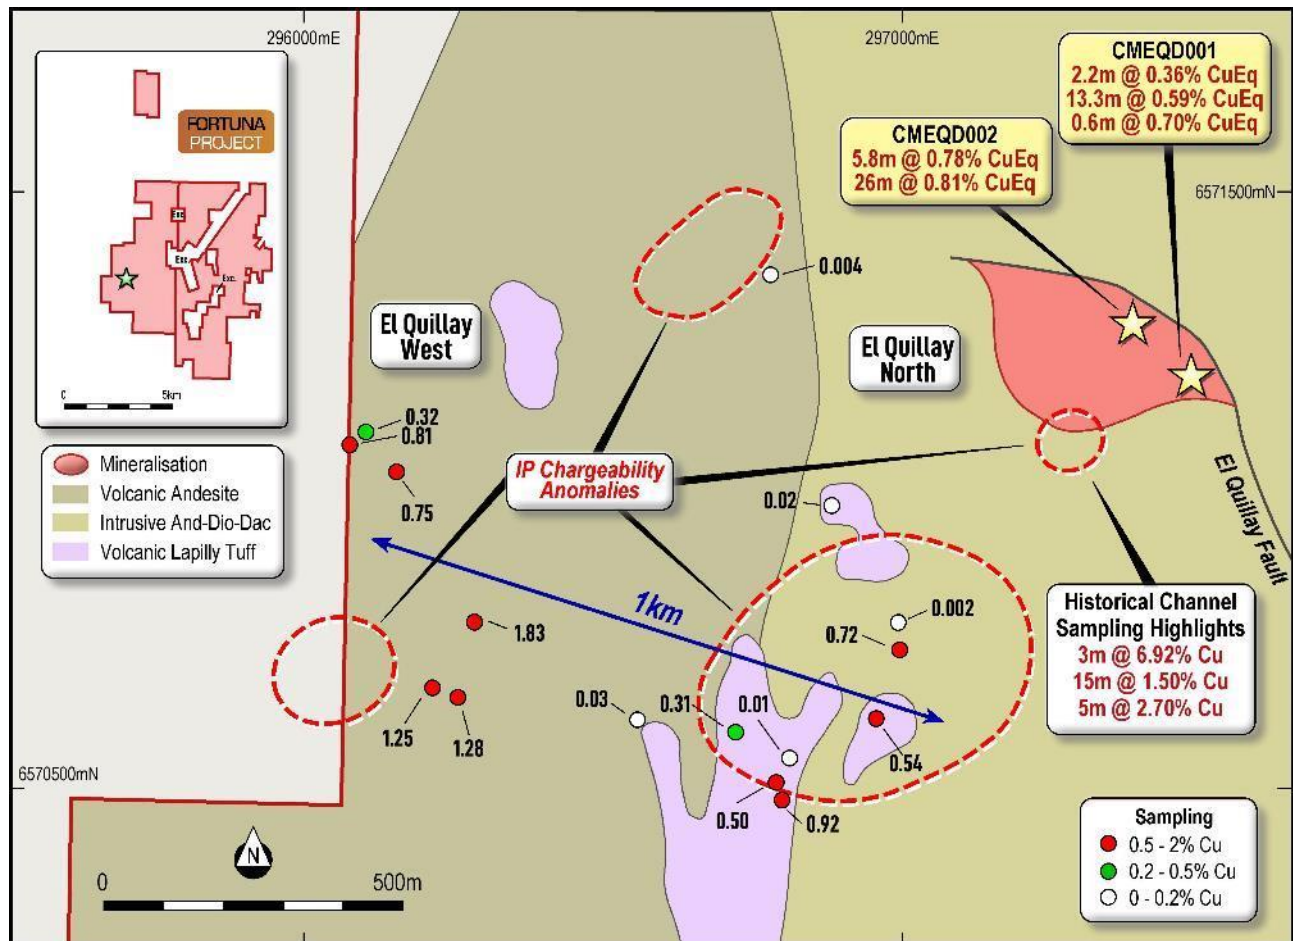 296000mE
297000mE
6571500mN
6570500mN
FORTUNA
PROJECT
Exc
Exc.
Exc.
0
5km
Mineralisation
Volcanic Andesite
Intrusive And-Dio-Dac
Volcanic Lapilly Tuff
CMEQD001
2.2m @ 0.36% CuEq
13.3m @ 0.59% CuEq
0.6m @ 0.70% CuEq
CMEQD002
5.8m @ 0.78% CuEq
26m @ 0.81% CuEq
0.004
El Quillay
West
El Quillay
North
0.32
0.81
0.75
IP Chargeability
Anomalies
0.02
El Quillay Fault
1km
1.83
0.002
0.72
Historical Channel
Sampling Highlights
3m @ 6.92% Cu
15m @ 1.50% Cu
5m @ 2.70% Cu
1.25
1.28
0.03
0.31
0.01
0.54
0.50
0.92
N
0
500m
Sampling
0.5 - 2% Cu
0.2 - 0.5% Cu
0 - 0.2% Cu